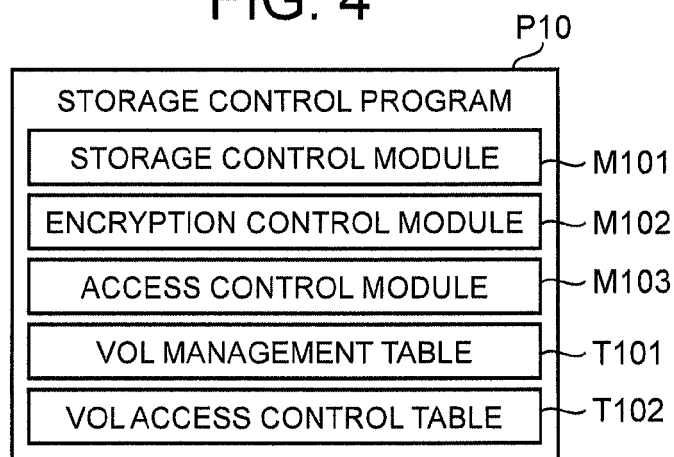 FIG. 4
P10
STORAGE CONTROL PROGRAM
STORAGE CONTROL MODULE M101
ENCRYPTION CONTROL MODULE M102
ACCESS CONTROL MODULE M103
VOL MANAGEMENT TABLE T101
VOL ACCESS CONTROL TABLE T102